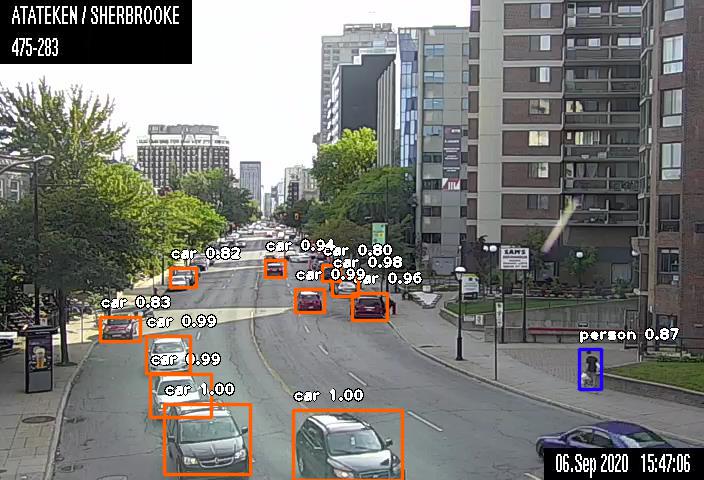 ATATEKEN / SHERBROOKE
475-283
car 0.94
car 0.82
car 0.80
car 0.98
car 0.99
car 0.96
car 0.83
car 0.99
car 0.99
car 1.00
car 1.00
person 0.87
SAM'S
06.Sep 2020 15:47:06